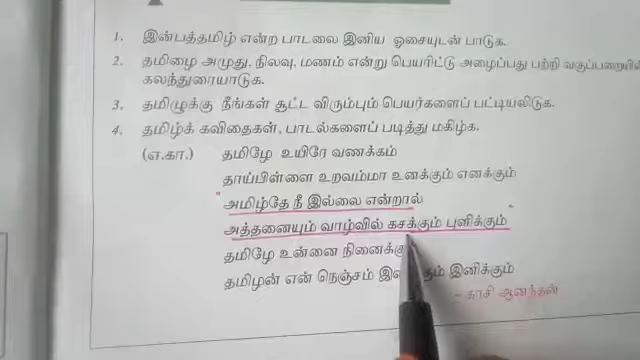 1. இன்பத்தமிழ் என்ற பாடலை இனிய ஓசையுடன் பாடுக.
2. தமிழை அமுது, நிலவு, மணம் என்று பெயரிட்டு அழைப்பது பற்றி வகுப்பறையில்
கலந்துரையாடுக.
3. தமிழுக்கு நீங்கள் சூட்ட விரும்பும் பெயர்களைப் பட்டியலிடுக.
4. தமிழ்க் கவிதைகள், பாடல்களைப் படித்து மகிழ்க.
(எ.கா.) தமிழே உயிரே வணக்கம்
தாய்பிள்ளை உறவம்மா உனக்கும் எனக்கும்
அமிழ்தே நீ இல்லை என்றால்
அத்தனையும் வாழ்வில் கசக்கும் புளிக்கும்
தமிழே உன்னை நினைக்கு
தமிழன் என் நெஞ்சம் இனிக்கும்
- காசி ஆனந்தன்